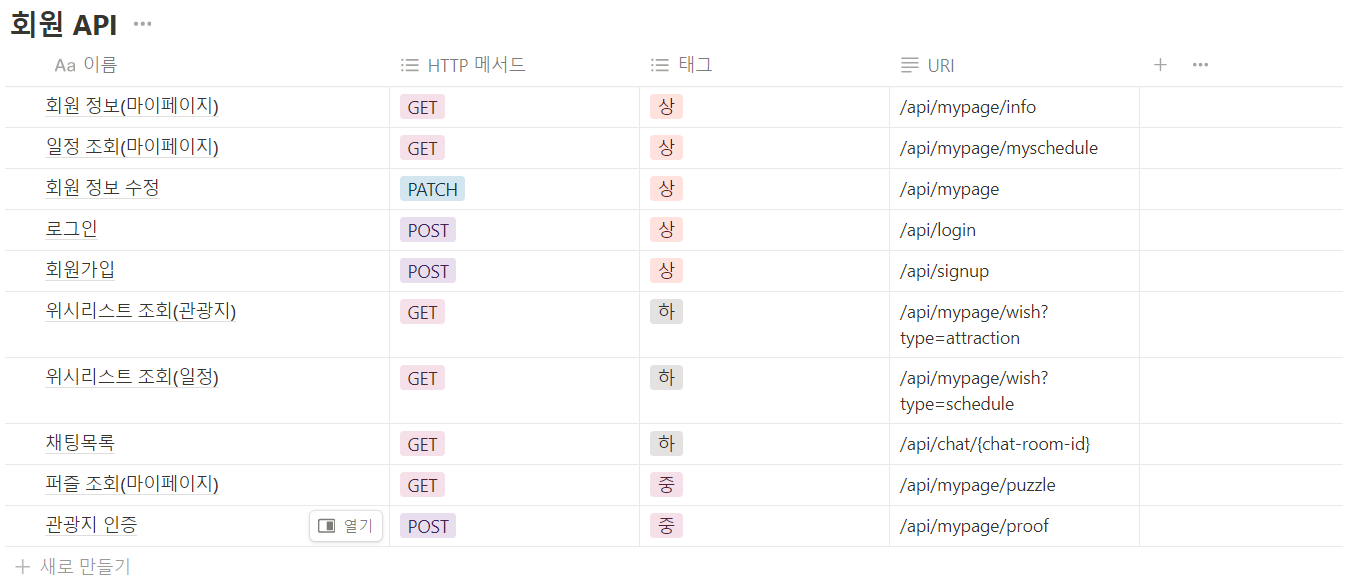 회원 API
Aa 이름 HTTP 메서드 태그 URI
회원 정보(마이페이지) GET 상 /api/mypage/info
일정 조회(마이페이지) GET 상 /api/mypage/myschedule
회원 정보 수정 PATCH 상 /api/mypage
로그인 POST 상 /api/login
회원가입 POST 상 /api/signup
위시리스트 조회(관광지) GET 하 /api/mypage/wish?
type=attraction
위시리스트 조회(일정) GET 하 /api/mypage/wish?
type=schedule
채팅목록 GET 하 /api/chat/{chat-room-id}
퍼즐 조회(마이페이지) GET 중 /api/mypage/puzzle
관광지 인증 열기 POST 중 /api/mypage/proof
+ 새로 만들기